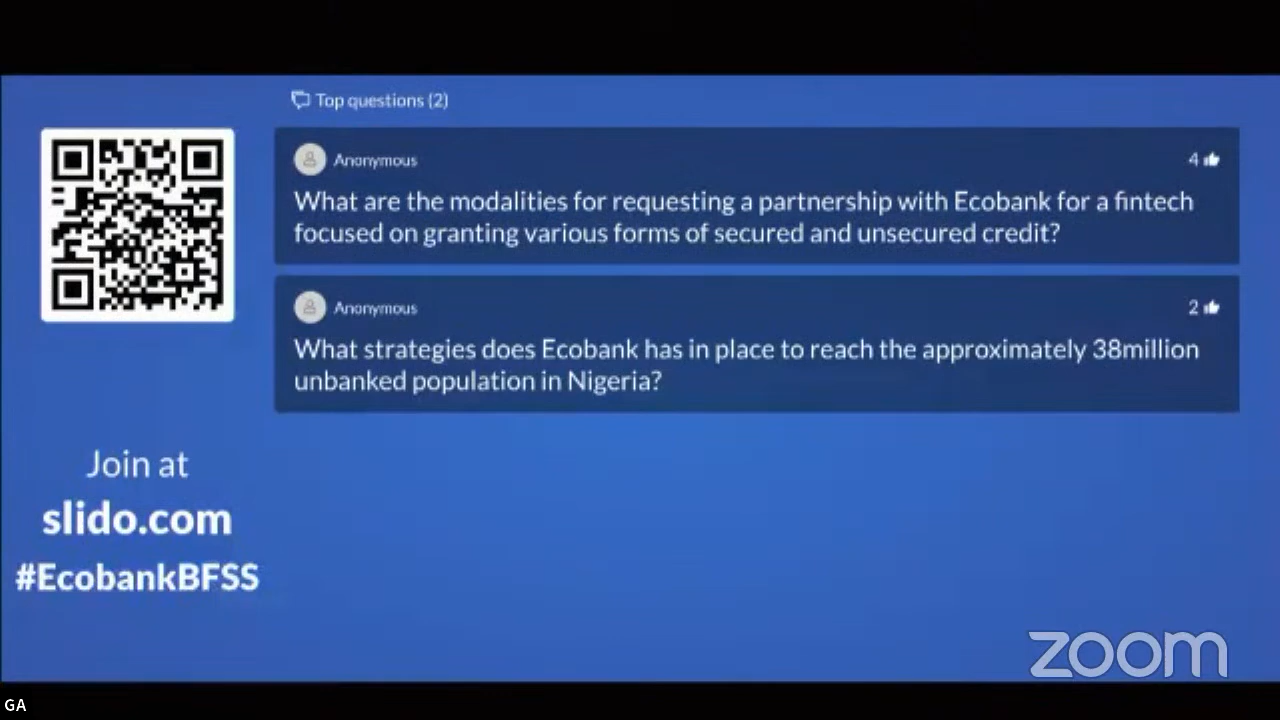 Top questions (2)
Anonymous
4
What are the modalities for requesting a partnership with Ecobank for a fintech
focused on granting various forms of secured and unsecured credit?
Anonymous
2
What strategies does Ecobank has in place to reach the approximately 38million
unbanked population in Nigeria?
Join at
slido.com
#EcobankBFSS
zoom
GA